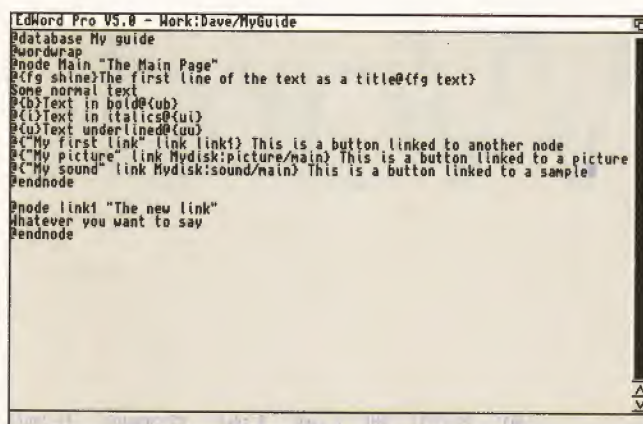 EdWord Pro V5.0 - Work:Dave/MyGuide
@database My guide
@wordwrap
@node Main "The Main Page"
@{fg shine}The first line of the text as a title@{fg text}
Some normal text
@{b}Text in bold@{ub}
@{i}Text in italics@{ui}
@{u}Text underlined@{uu}
@{"My first link" link link1} This is a button linked to another node
@{"My picture" link Mydisk:picture/main} This is a button linked to a picture
@{"My sound" link Mydisk:sound/main} This is a button linked to a sample
@endnode
@node link1 "The new link"
Whatever you want to say
@endnode